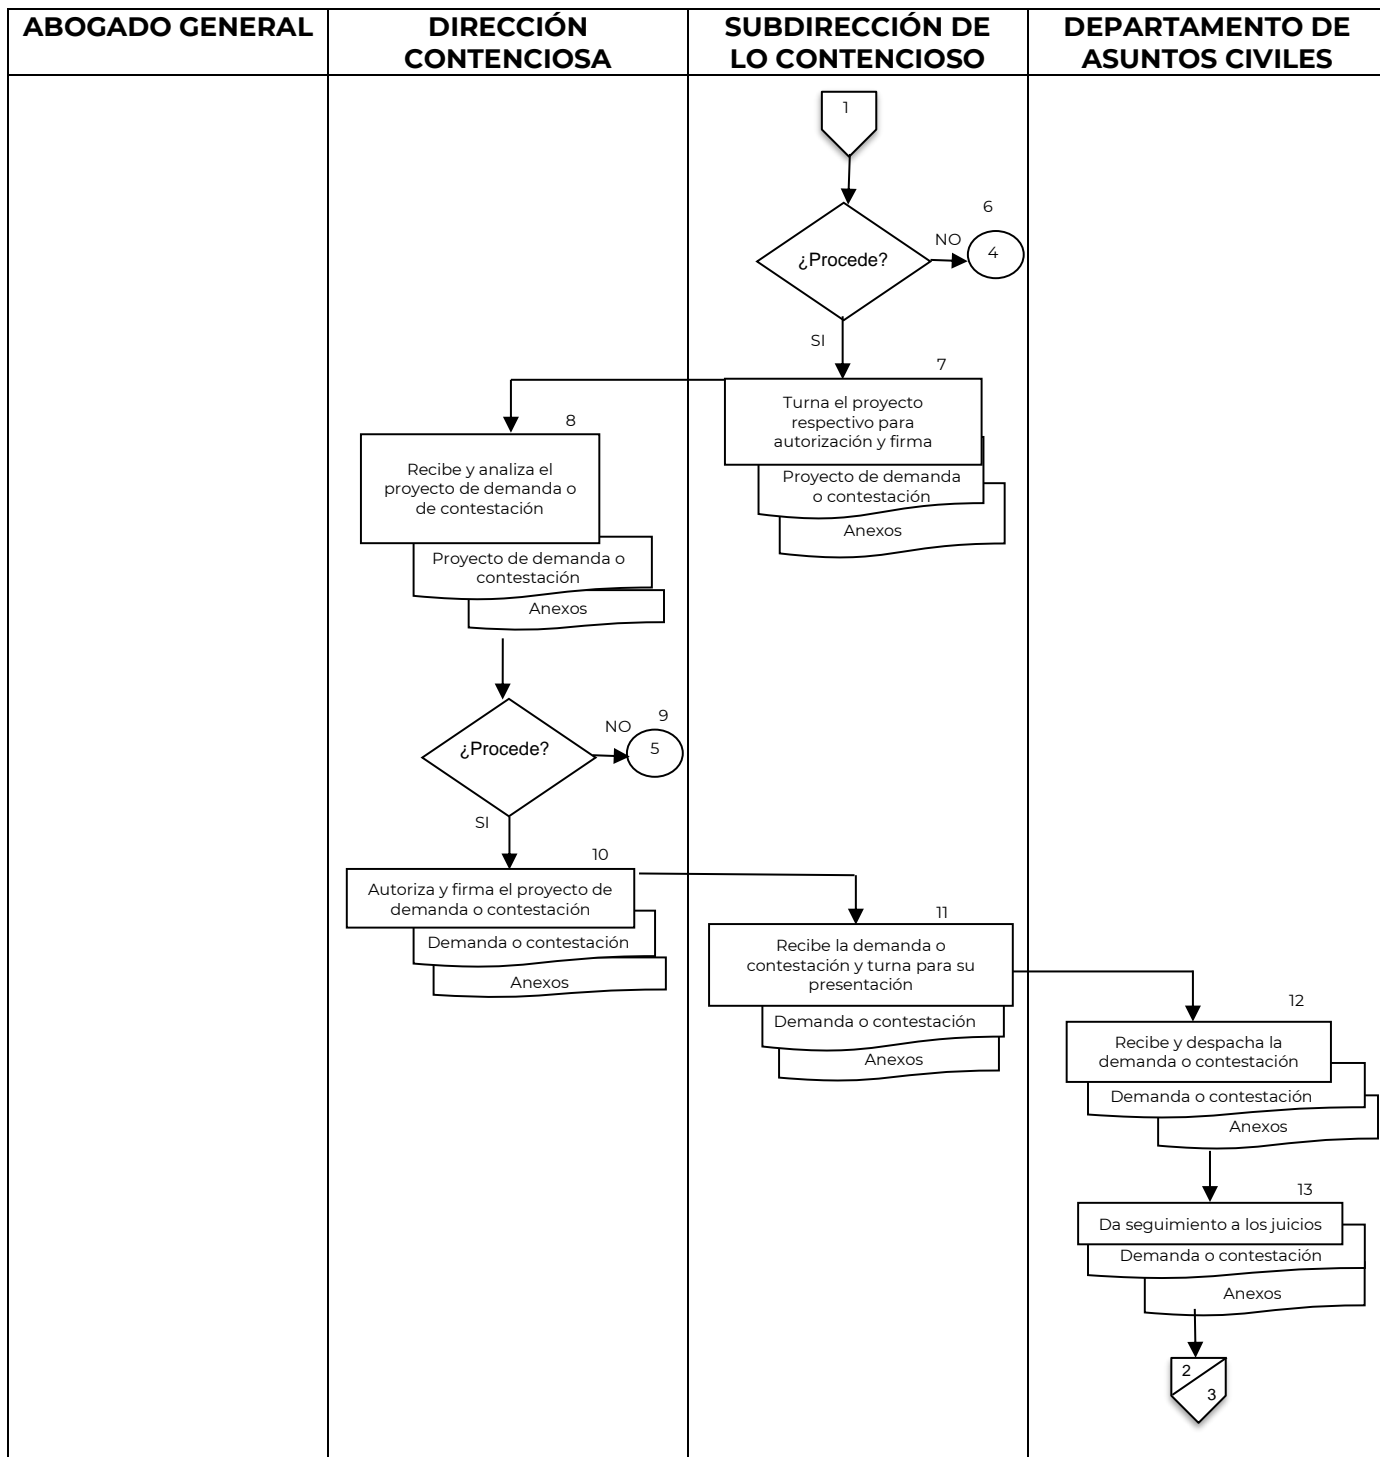 ABOGADO GENERAL
DIRECCIÓN
CONTENCIOSA
SUBDIRECCIÓN DE
LO CONTENCIOSO
DEPARTAMENTO DE
ASUNTOS CIVILES
1
¿Procede?
NO
6
4
SI
7
Turna el proyecto
respectivo para
autorización y firma
Proyecto de demanda
o contestación
Anexos
8
Recibe y analiza el
proyecto de demanda o
de contestación
Proyecto de demanda o
contestación
Anexos
¿Procede?
NO
9
5
SI
10
Autoriza y firma el proyecto de
demanda o contestación
Demanda o contestación
Anexos
11
Recibe la demanda o
contestación y turna para su
presentación
Demanda o contestación
Anexos
12
Recibe y despacha la
demanda o contestación
Demanda o contestación
Anexos
13
Da seguimiento a los juicios
Demanda o contestación
Anexos
2
3